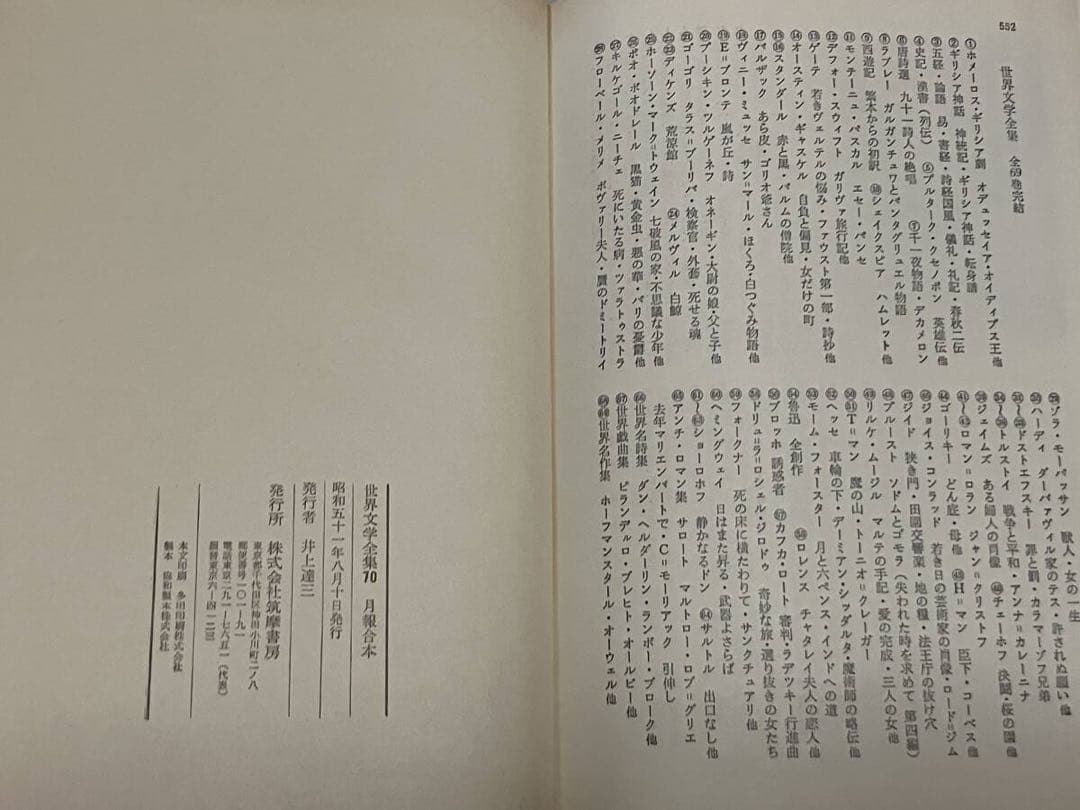 552
世界文学全集 全69巻完結
①ホメーロス・ギリシア劇 オデュッセイア・オイディプス王他
②ギリシア神話 神統記・ギリシア神話・転身譜
③五経・論語 易・書経・詩経国風・儀礼・礼記・春秋二伝
④史記・漢書(列伝) ⑤プルターク・クセノポン 英雄伝他
⑥唐詩選 九十一詩人の絶唱 ⑦千一夜物語・デカメロン
⑧ラブレー ガルガンチュワとパンタグリュエル物語
⑨西遊記 繁本からの初訳 ⑩シェイクスピア ハムレット他
⑪モンテーニュ・パスカル エセー・パンセ
⑫デフォー・スウィフト ガリヴァ旅行記他
⑬ゲーテ 若きヴェルテルの悩み・ファウスト第一部・詩抄他
⑭オースティン・ギャスケル 自負と偏見・女だけの町
⑮⑯スタンダール 赤と黒・パルムの僧院他
⑰バルザック あら皮・ゴリオ爺さん
⑱ヴィニー・ミュッセ サン=マール・ほくろ・白つぐみ物語他
⑲E=ブロンテ 嵐が丘・詩
⑳プーシキン・ツルゲーネフ オネーギン・大尉の娘・父と子他
㉑ゴーゴリ タラス=ブーリバ・検察官・外套・死せる魂
㉒㉓ディケンズ 荒涼館 ㉔メルヴィル 白鯨
㉕ホーソーン・マーク=トウェイン 七破風の家・不思議な少年他
㉖ポオ・ボオドレール 黒猫・黄金虫・悪の華・パリの憂鬱他
㉗キルケゴール・ニーチェ 死にいたる病・ツァラトゥストラ
㉘フローベール・メリメ ボヴァリー夫人・贋のドミートリイ
㉙ゾラ・モーパッサン 獣人・女の一生
㉚ハーディ ダーバァヴィル家のテス・許されぬ願い他
㉛〜㉝ドストエフスキー 罪と罰・カラマーゾフ兄弟
㉞〜㊱トルストイ 戦争と平和・アンナ=カレーニナ
ジェイムズ ある婦人の肖像 チェーホフ 決闘・桜の園他
ロマン=ロラン ジャン=クリストフ
ゴーリキー どん底・母他 H=マン 臣下・コーベス他
ジョイス・コンラッド 若き日の芸術家の肖像・ロード=ジム
ジイド 狭き門・田園交響楽・地の糧・法王庁の抜け穴
プルースト ソドムとゴモラ(失われた時を求めて 第四編)
リルケ・ムージル マルテの手記・愛の完成・三人の女他
㊿T=マン 魔の山・トーニオ=クレーガー
ヘッセ 車輪の下・デーミアン・シッダルタ・魔術師の略伝他
モーム・フォースター 月と六ペンス・インドへの道
魯迅 全創作 ロレンス チャタレイ夫人の恋人他
ブロッホ 誘惑者 カフカ・ロート 審判・ラデツキー行進曲
ドリュ=ラ=ロシェル・ジロドゥ 奇妙な旅・選り抜きの女たち
フォークナー 死の床に横たわりて・サンクチュアリ他
ヘミングウェイ 日はまた昇る・武器よさらば
ショーロホフ 静かなるドン サルトル 出口なし他
アンチ・ロマン集 サロート マルトロー・ロブ=グリエ
去年マリエンバートで・C=モーリアック 引伸し
世界名詩集 ダン・ヘルダーリン・ランボー・ブローク他
世界戯曲集 ピランデルロ・ブレヒト・オールビー他
世界名作集 ホーフマンスタール・オーウェル他
世界文学全集70 月報合本
昭和五十一年八月十日発行
発行者 井上達三
発行所 株式会社筑摩書房
東京都千代田区神田小川町二ノ八
郵便番号一〇一-九一
電話東京二九一-七六五一(代表)
振替東京六-四一二三
本文印刷 多田印刷株式会社
製本 協和製本株式会社